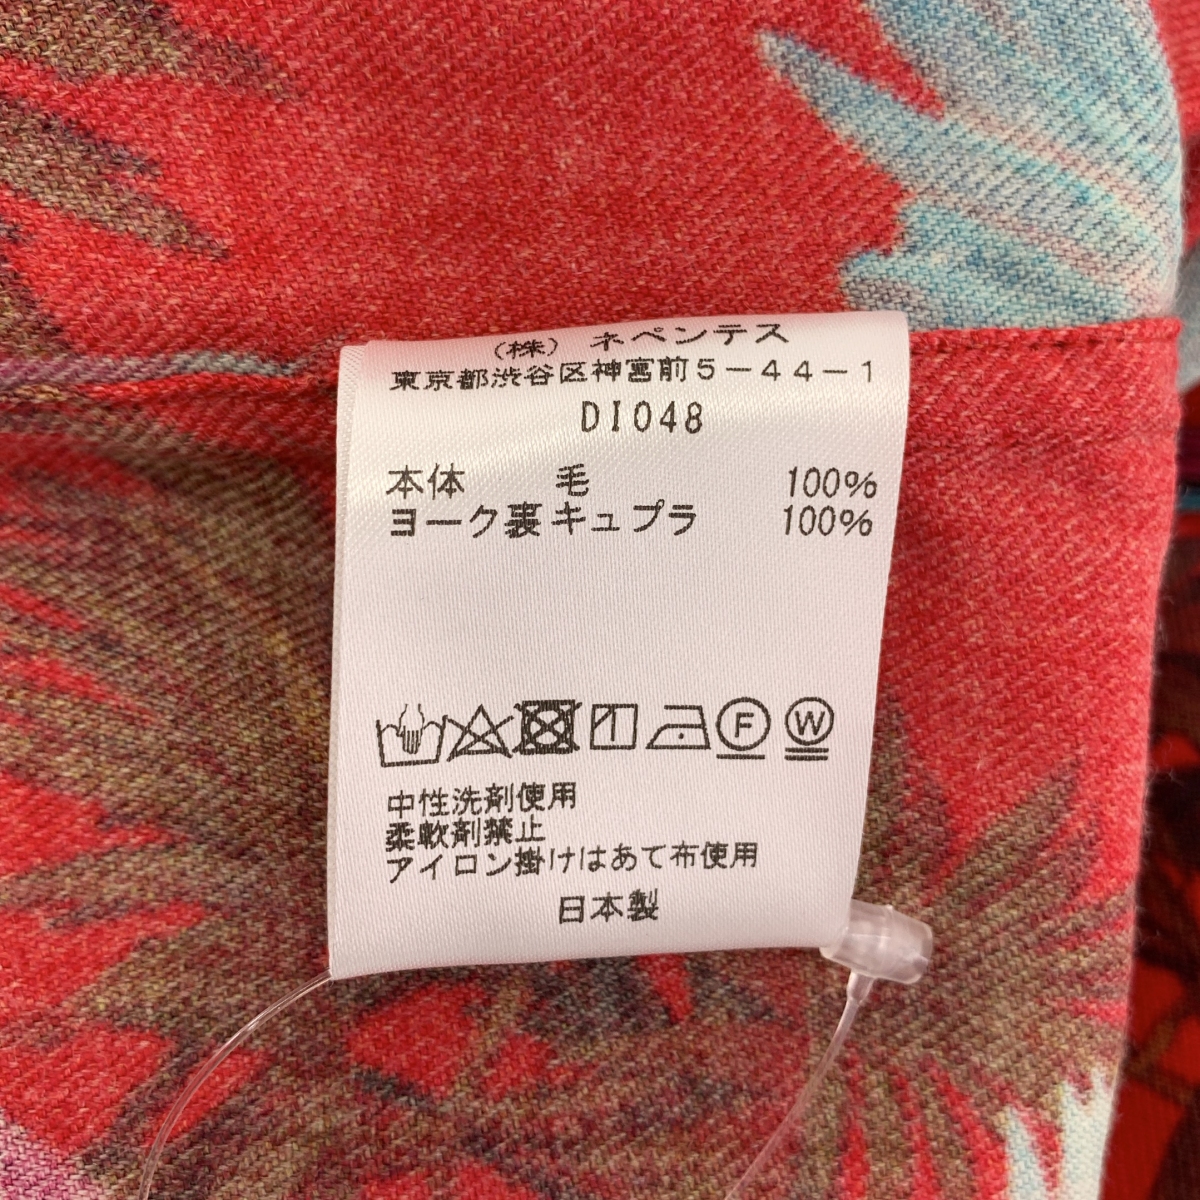 (株) ネペンテス
東京都渋谷区神宮前5-44-1
DI048
本体 毛 100%
ヨーク裏 キュプラ 100%
F W
中性洗剤使用
柔軟剤禁止
アイロン掛けはあて布使用
日本製